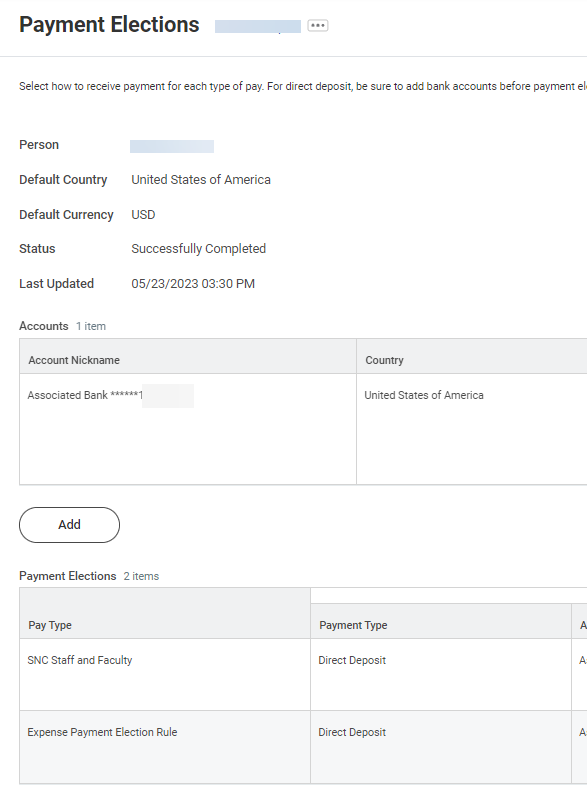 Payment Elections
Select how to receive payment for each type of pay. For direct deposit, be sure to add bank accounts before payment el
Person
Default Country United States of America
Default Currency USD
Status Successfully Completed
Last Updated 05/23/2023 03:30 PM
Accounts 1 item
Account Nickname Country
Associated Bank ******1 United States of America
Add
Payment Elections 2 items
Pay Type Payment Type A
SNC Staff and Faculty Direct Deposit A
Expense Payment Election Rule Direct Deposit A